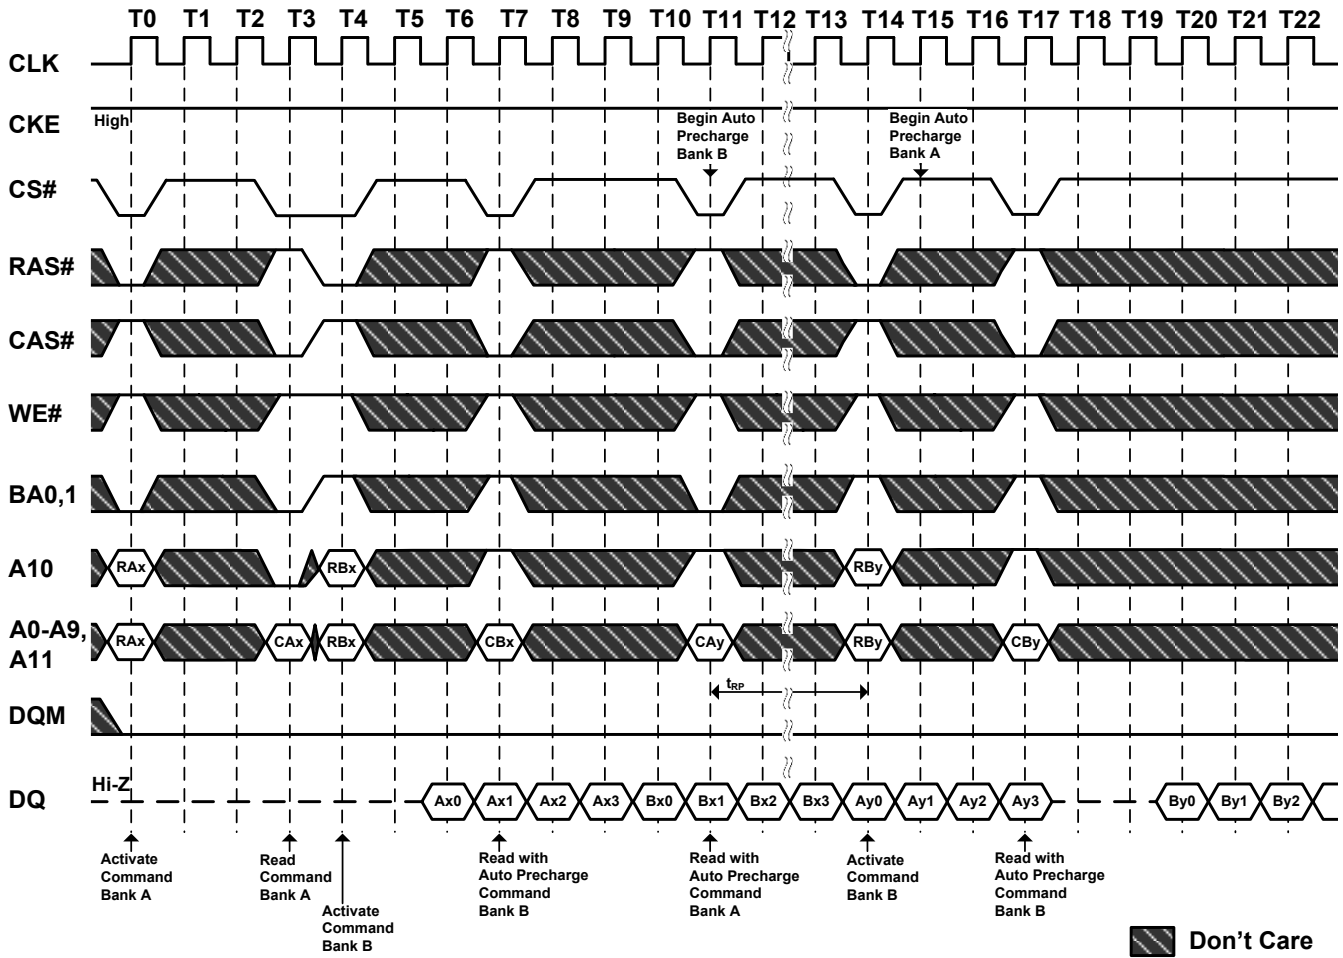 T0 T1 T2 T3 T4 T5 T6 T7 T8 T9 T10 T11 T12 T13 T14 T15 T16 T17 T18 T19 T20 T21 T22
CLK
CKE
High
Begin Auto
Precharge
Bank B
Begin Auto
Precharge
Bank A
CS#
RAS#
CAS#
WE#
BA0,1
A10
RAx RBx RBy
A0-A9,
A11
RAx CAx RBx CBx CAy RBy CBy
tRP
DQM
DQ
Hi-Z
Ax0 Ax1 Ax2 Ax3 Bx0 Bx1 Bx2 Bx3 Ay0 Ay1 Ay2 Ay3 By0 By1 By2
Activate
Command
Bank A
Read
Command
Bank A
Activate
Command
Bank B
Read with
Auto Precharge
Command
Bank B
Read with
Auto Precharge
Command
Bank A
Activate
Command
Bank B
Read with
Auto Precharge
Command
Bank B
Don't Care